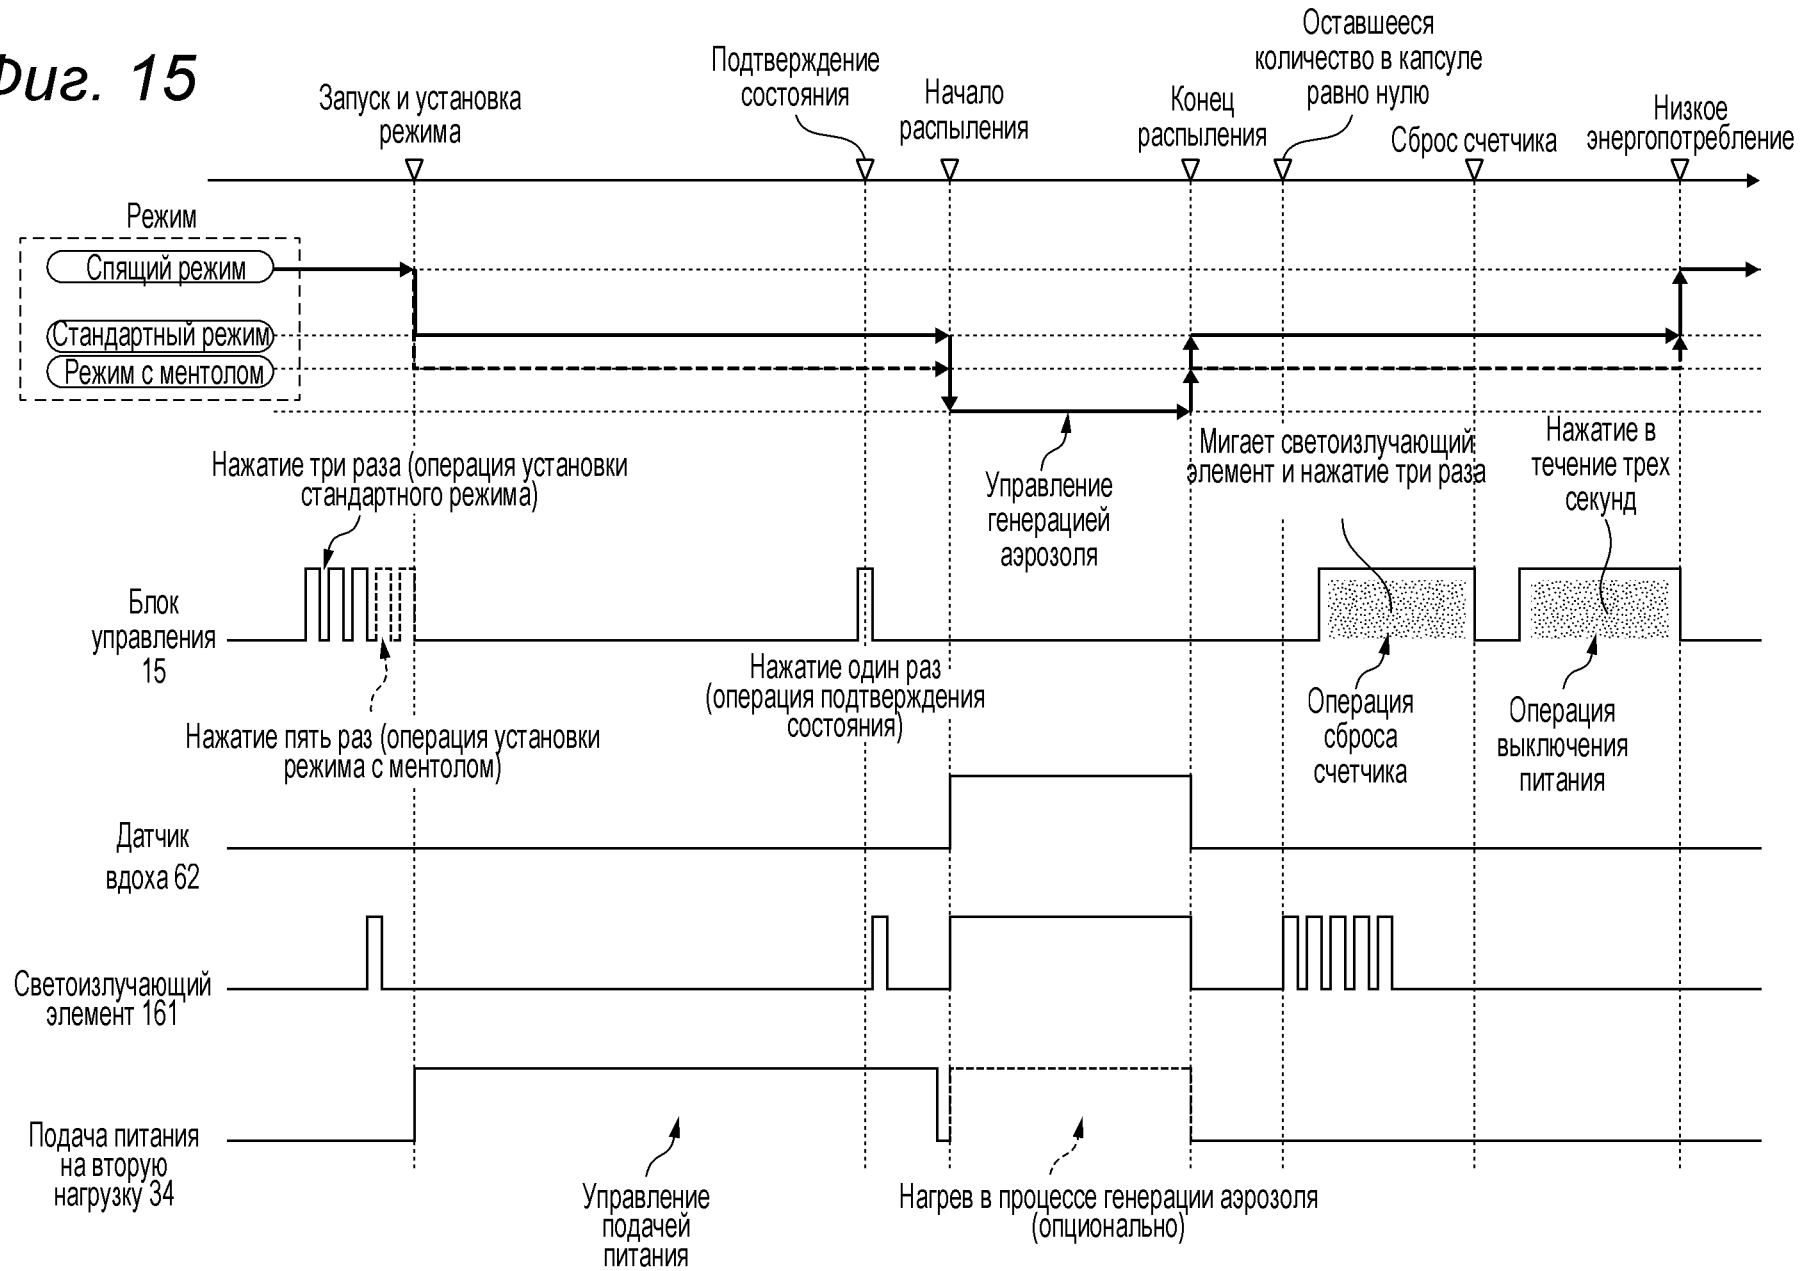 Фиг. 15
Запуск и установка
режима
Подтверждение
состояния
Начало
распыления
Конец
распыления
Оставшееся
количество в капсуле
равно нулю
Сброс счетчика
Низкое
энергопотребление
Режим
Спящий режим
Стандартный режим
Режим с ментолом
Нажатие три раза (операция установки
стандартного режима)
Управление
генерацией
аэрозоля
Мигает светоизлучающий
элемент и нажатие три раза
Нажатие в
течение трех
секунд
Блок
управления
15
Нажатие пять раз (операция установки
режима с ментолом)
Нажатие один раз
(операция подтверждения
состояния)
Операция
сброса
счетчика
Операция
выключения
питания
Датчик
вдоха 62
Светоизлучающий
элемент 161
Подача питания
на вторую
нагрузку 34
Управление
подачей
питания
Нагрев в процессе генерации аэрозоля
(опционально)